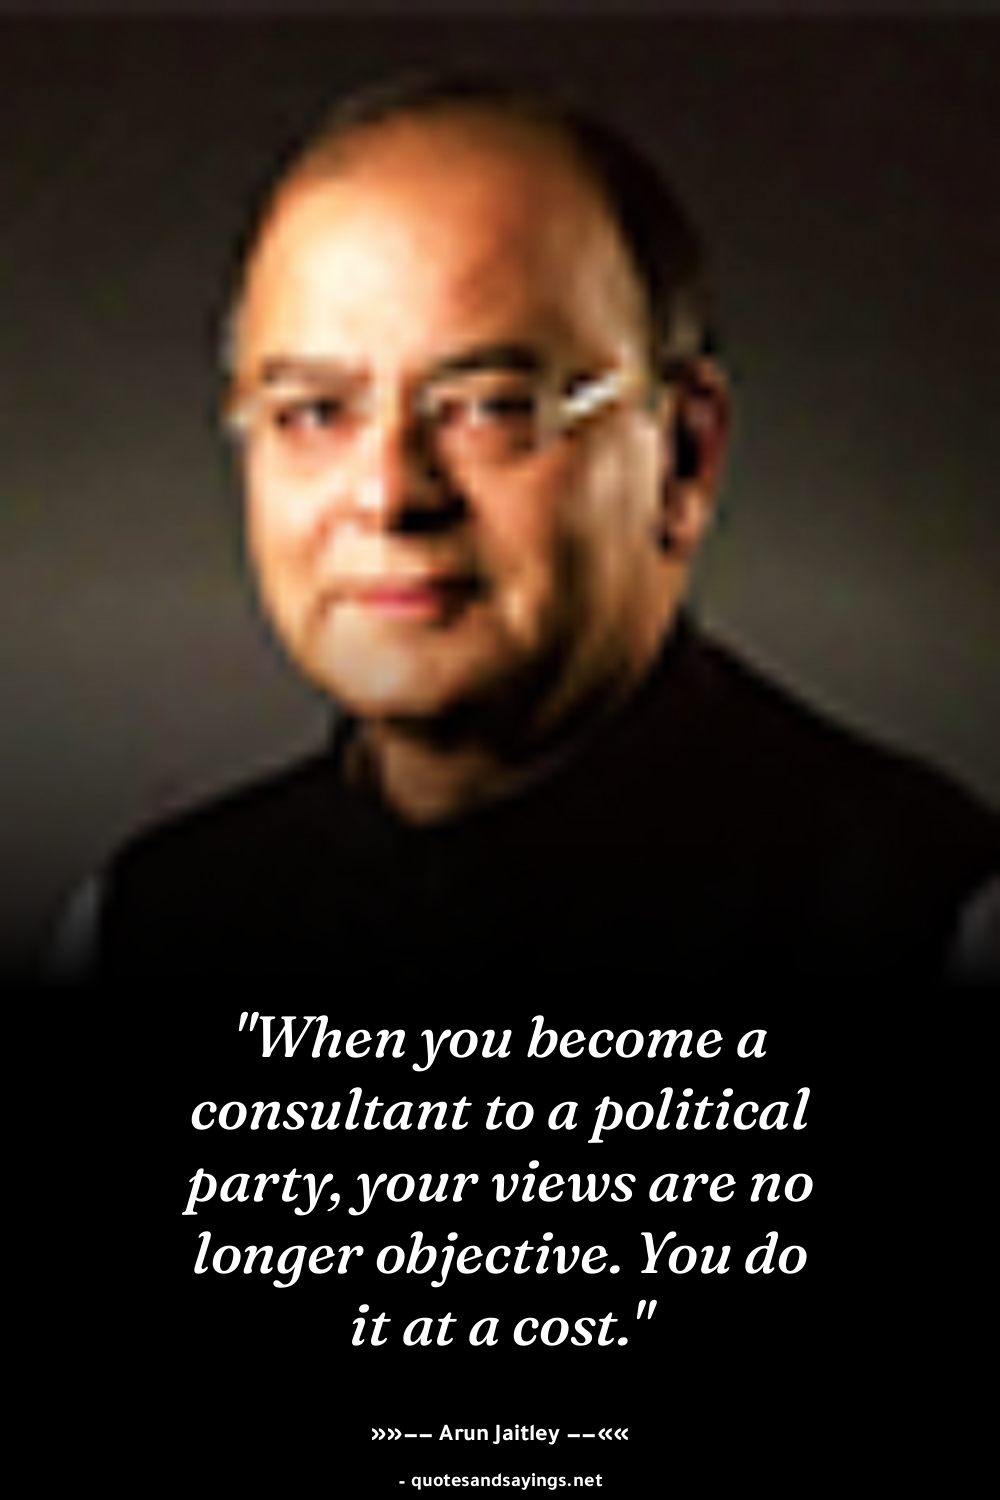 "When you become a
consultant to a political
party, your views are no
longer objective. You do
it at a cost."
»»−− Arun Jaitley −−««
- quotesandsayings.net